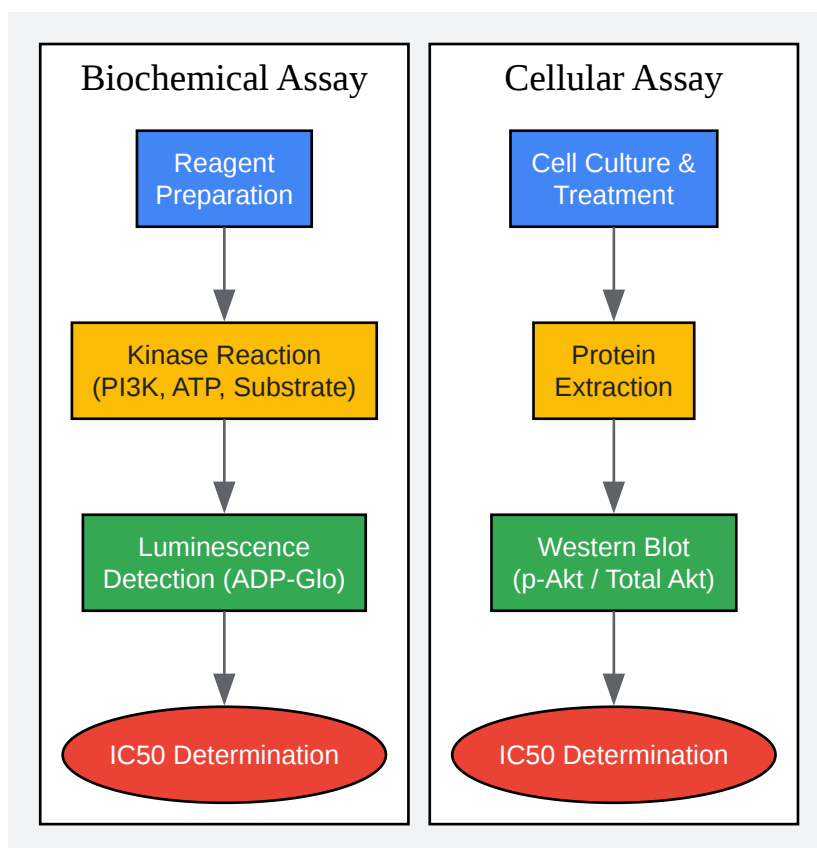 Biochemical Assay
Reagent
Preparation
Kinase Reaction
(PI3K, ATP, Substrate)
Luminescence
Detection (ADP-Glo)
IC50 Determination
Cellular Assay
Cell Culture &
Treatment
Protein
Extraction
Western Blot
(p-Akt / Total Akt)
IC50 Determination